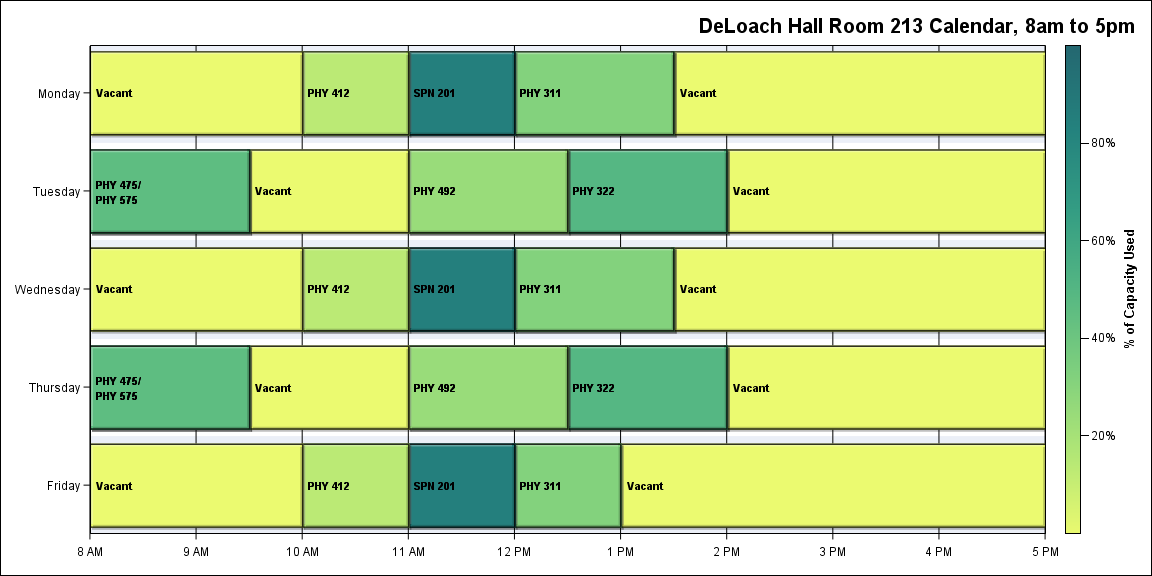 DeLoach Hall Room 213 Calendar, 8am to 5pm
Monday
Vacant
PHY 412
SPN 201
PHY 311
Vacant
Tuesday
PHY 475/
PHY 575
Vacant
PHY 492
PHY 322
Vacant
Wednesday
Vacant
PHY 412
SPN 201
PHY 311
Vacant
Thursday
PHY 475/
PHY 575
Vacant
PHY 492
PHY 322
Vacant
Friday
Vacant
PHY 412
SPN 201
PHY 311
Vacant
8 AM
9 AM
10 AM
11 AM
12 PM
1 PM
2 PM
3 PM
4 PM
5 PM
80%
60%
40%
20%
% of Capacity Used